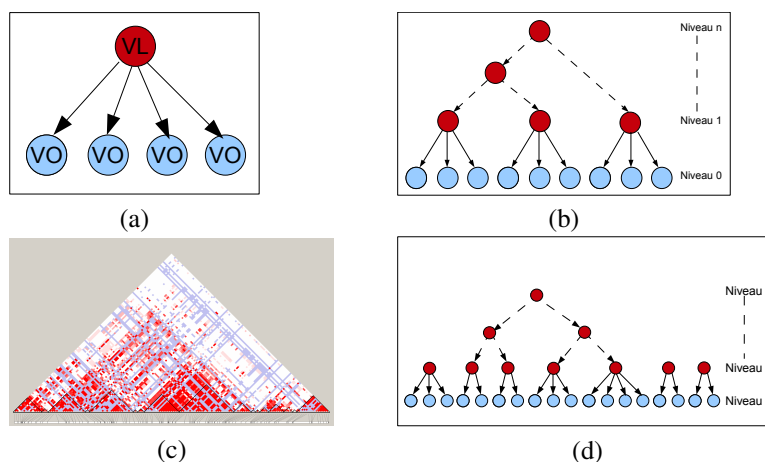 VL
VO VO VO VO
(a)
Niveau n
Niveau 1
Niveau 0
(b)
(c)
Niveau
Niveau
Niveau
(d)